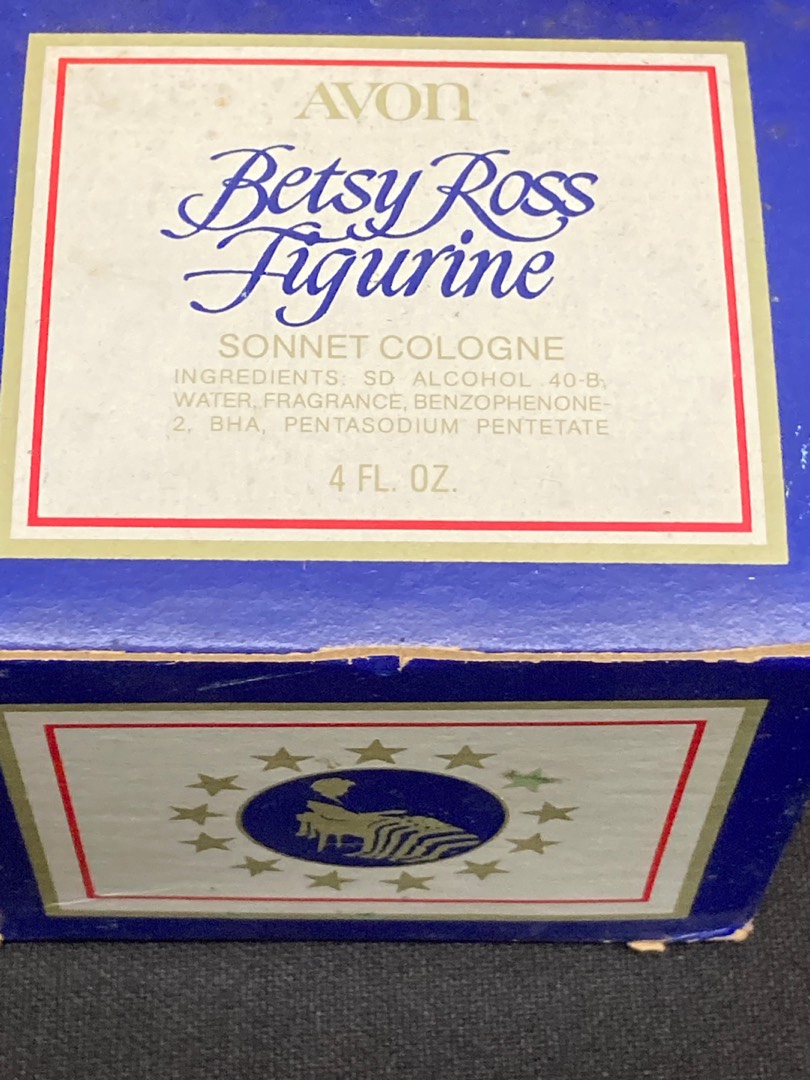 AVON
Betsy Ross
Figurine
SONNET COLOGNE
INGREDIENTS: SD ALCOHOL 40-B,
WATER, FRAGRANCE, BENZOPHENONE-
2, BHA, PENTASODIUM PENTETATE
4 FL. OZ.